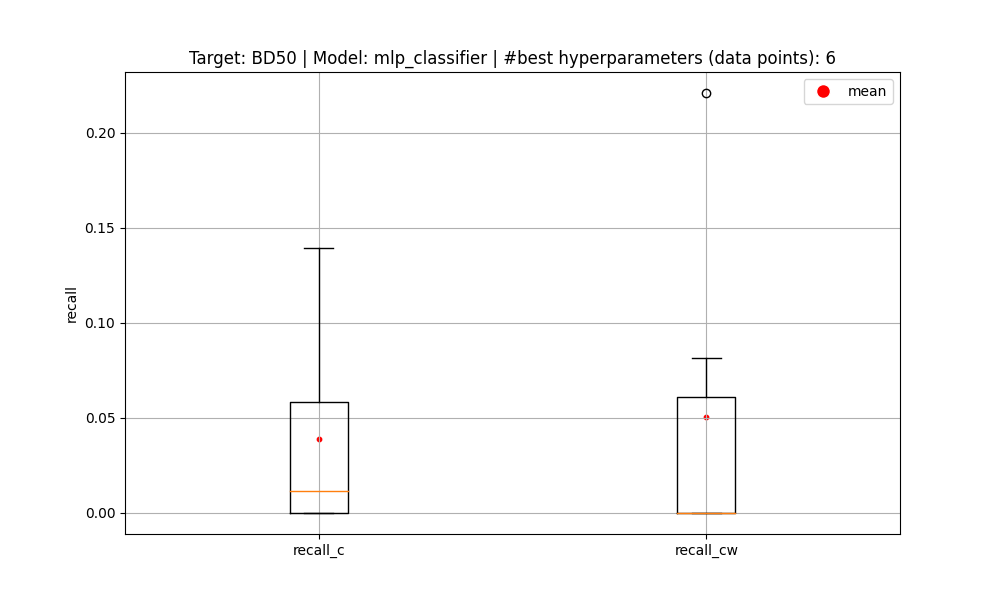 Target: BD50 | Model: mlp_classifier | #best hyperparameters (data points): 6
mean
0.20
0.15
0.10
0.05
0.00
recall
recall_c
recall_cw